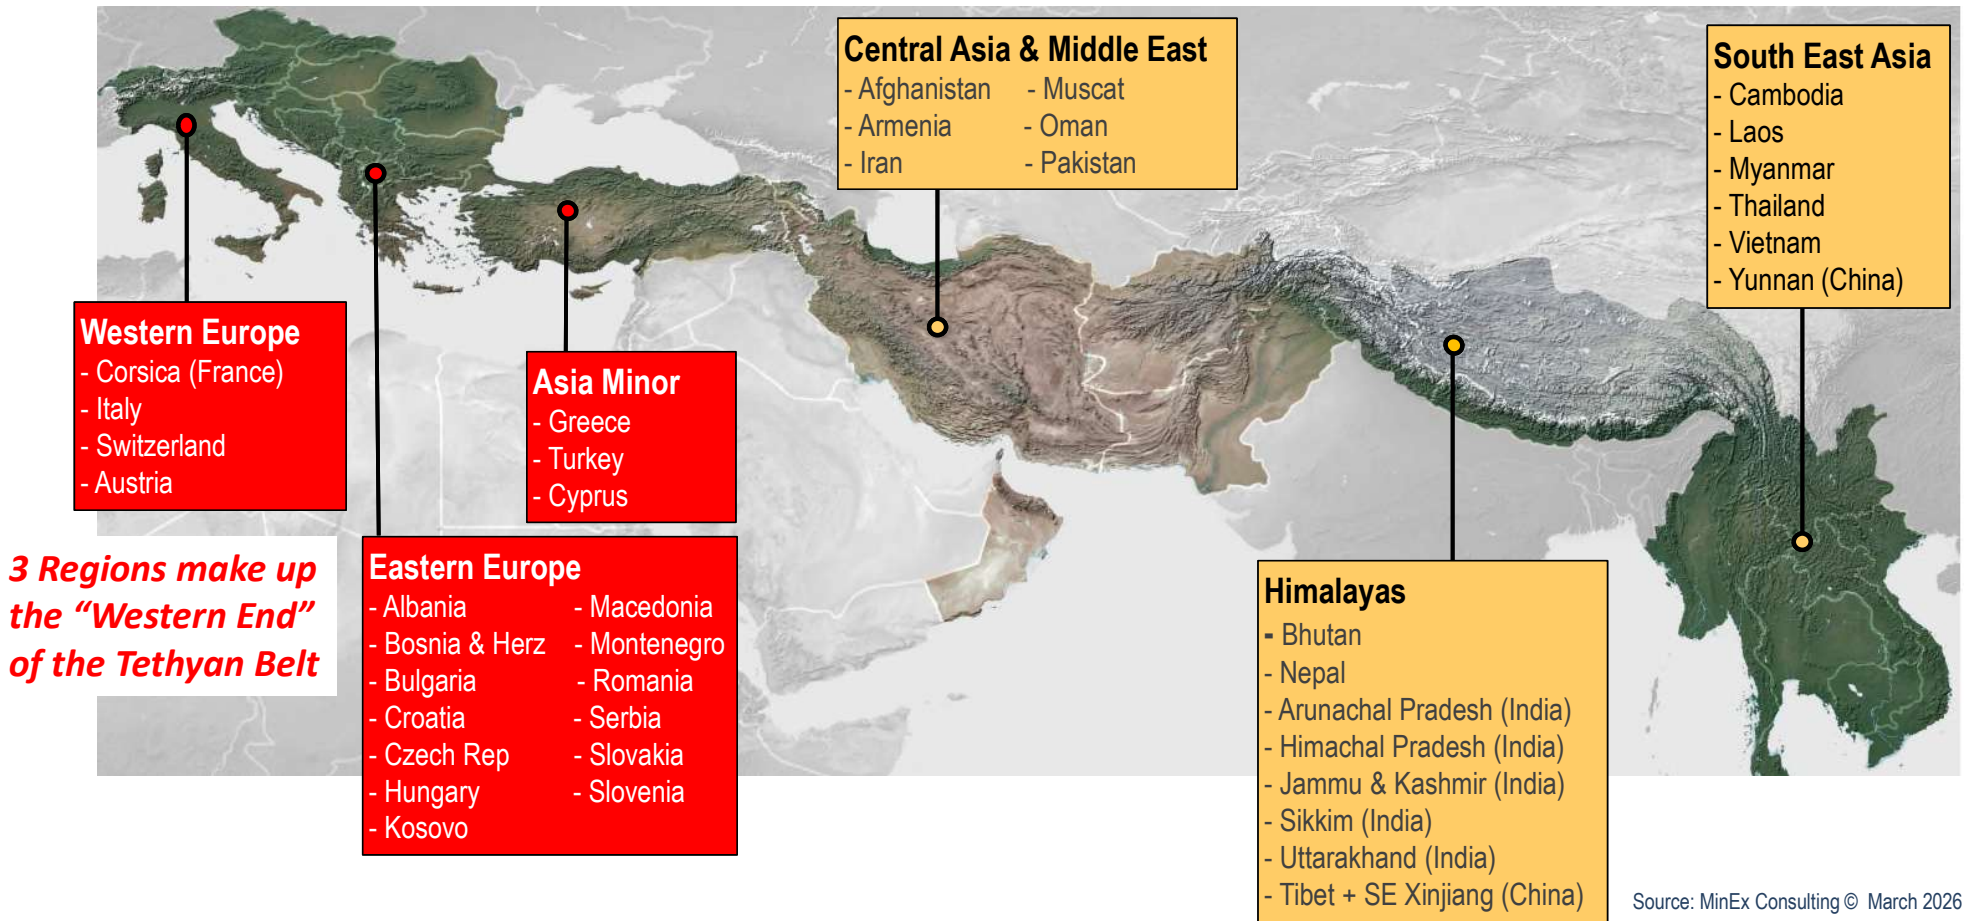 Central Asia & Middle East
- Afghanistan - Muscat
- Armenia - Oman
- Iran - Pakistan
South East Asia
- Cambodia
- Laos
- Myanmar
- Thailand
- Vietnam
- Yunnan (China)
Western Europe
- Corsica (France)
- Italy
- Switzerland
- Austria
Asia Minor
- Greece
- Turkey
- Cyprus
3 Regions make up
the “Western End”
of the Tethyan Belt
Eastern Europe
- Albania - Macedonia
- Bosnia & Herz - Montenegro
- Bulgaria - Romania
- Croatia - Serbia
- Czech Rep - Slovakia
- Hungary - Slovenia
- Kosovo
Himalayas
- Bhutan
- Nepal
- Arunachal Pradesh (India)
- Himachal Pradesh (India)
- Jammu & Kashmir (India)
- Sikkim (India)
- Uttarakhand (India)
- Tibet + SE Xinjiang (China)
Source: MinEx Consulting © March 2026